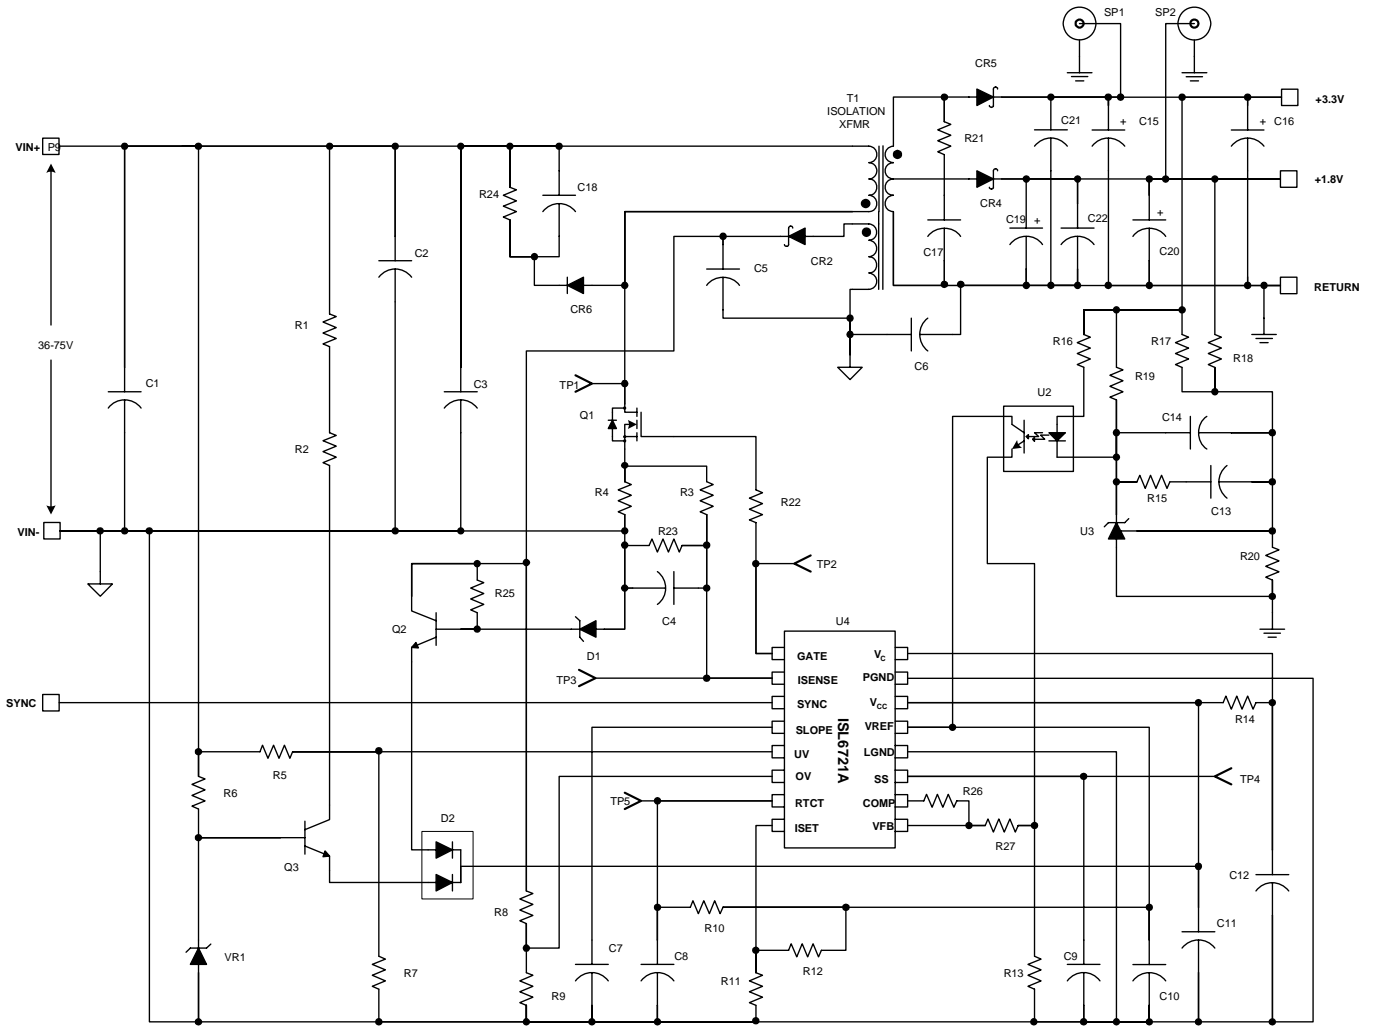 SP1
SP2
CR5
T1
ISOLATION
XFMR
+3.3V
C21
+
C15
+
C16
R21
VIN+
P9
R24
C18
+1.8V
CR4
C19
+
C22
+
C20
C17
C2
C5
CR2
CR6
RETURN
R1
36-75V
R16
R17
R18
C6
C1
C3
TP1
R19
U2
Q1
C14
R2
R4
R3
R22
R15
C13
VIN-
R23
U3
R20
TP2
R25
C4
Q2
D1
U4
TP3
GATE
VC
ISENSE
PGND
SYNC
SYNC
VCC
R14
SLOPE
VREF
ISL6721A
UV
LGND
R5
OV
SS
TP4
R6
R26
TP5
RTCT
COMP
D2
ISET
VFB
R27
Q3
C12
R8
R10
C11
C7
C8
R12
C9
VR1
R7
R9
R11
R13
C10